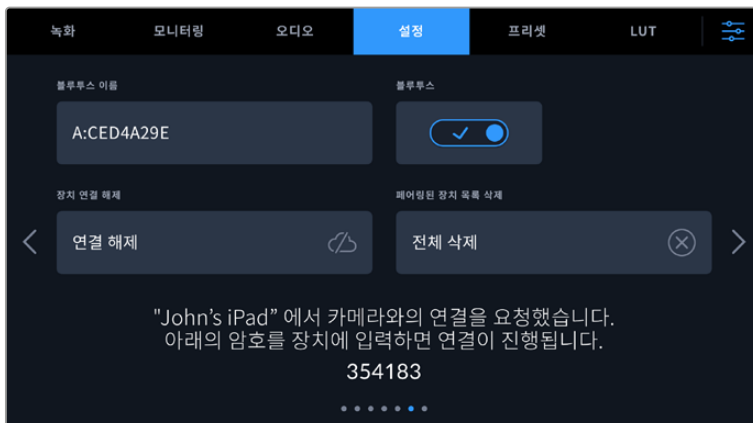 녹화 모니터링 오디오 설정 프리셋 LUT
블루투스 이름 블루투스
A:CED4A29E
장치 연결 해제 페어링된 장치 목록 삭제
연결 해제 전체 삭제
"John’s iPad” 에서 카메라와의 연결을 요청했습니다.
아래의 암호를 장치에 입력하면 연결이 진행됩니다.
354183